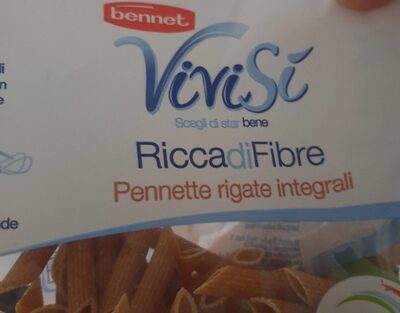 bennet
ViviSì
Scegli di star bene
RiccadiFibre
Pennette rigate integrali